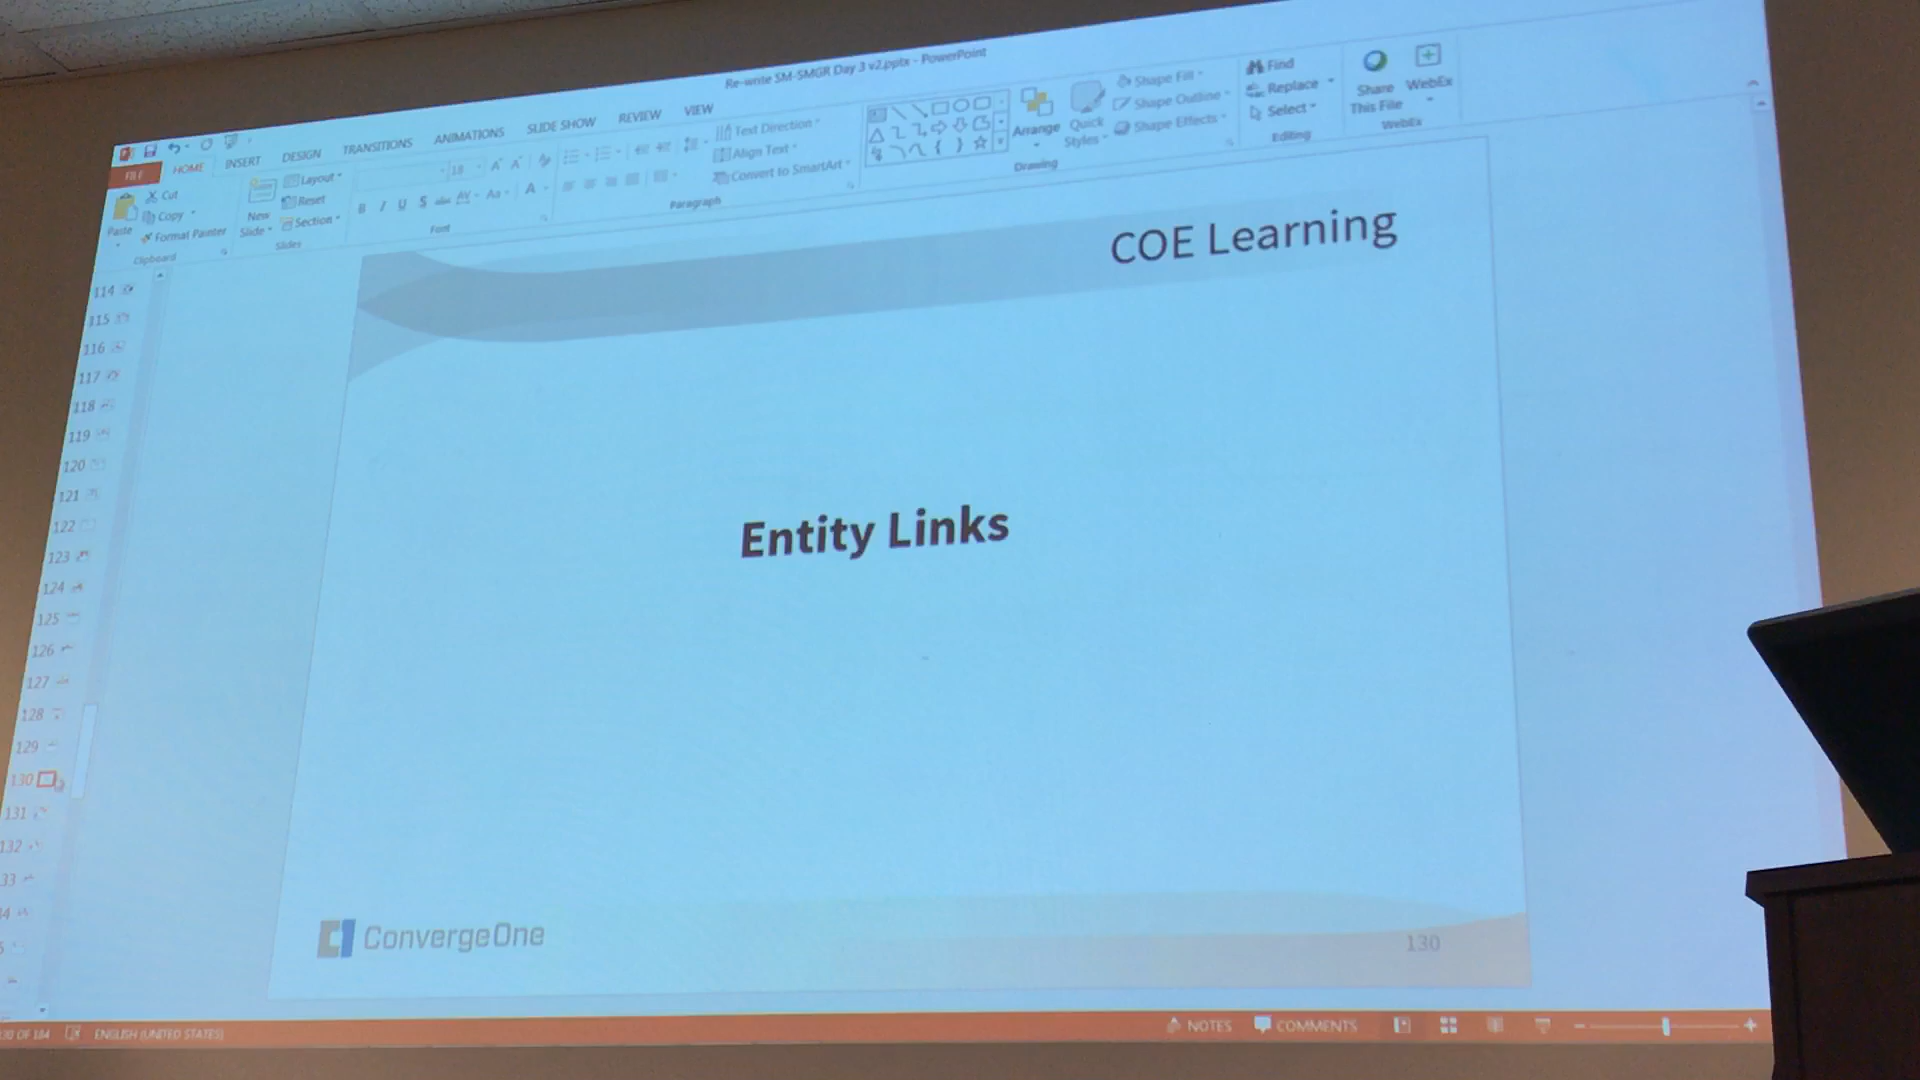 Re-write SM-SMGR Day 3 v2.pptx - PowerPoint
FILE HOME INSERT DESIGN TRANSITIONS ANIMATIONS SLIDE SHOW REVIEW VIEW
Paste
Cut
Copy
Format Painter
Clipboard
New
Slide
Layout
Reset
Section
Slides
18
Font
Text Direction
Align Text
Convert to SmartArt
Paragraph
Arrange
Quick
Styles
Shape Fill
Shape Outline
Shape Effects
Drawing
Find
Replace
Select
Editing
Share
This File
WebEx
WebEx
114
115
116
117
118
119
120
121
122
123
124
125
126
127
128
129
130
131
132
COE Learning
Entity Links
ConvergeOne
130
OF 184 ENGLISH (UNITED STATES)
NOTES COMMENTS